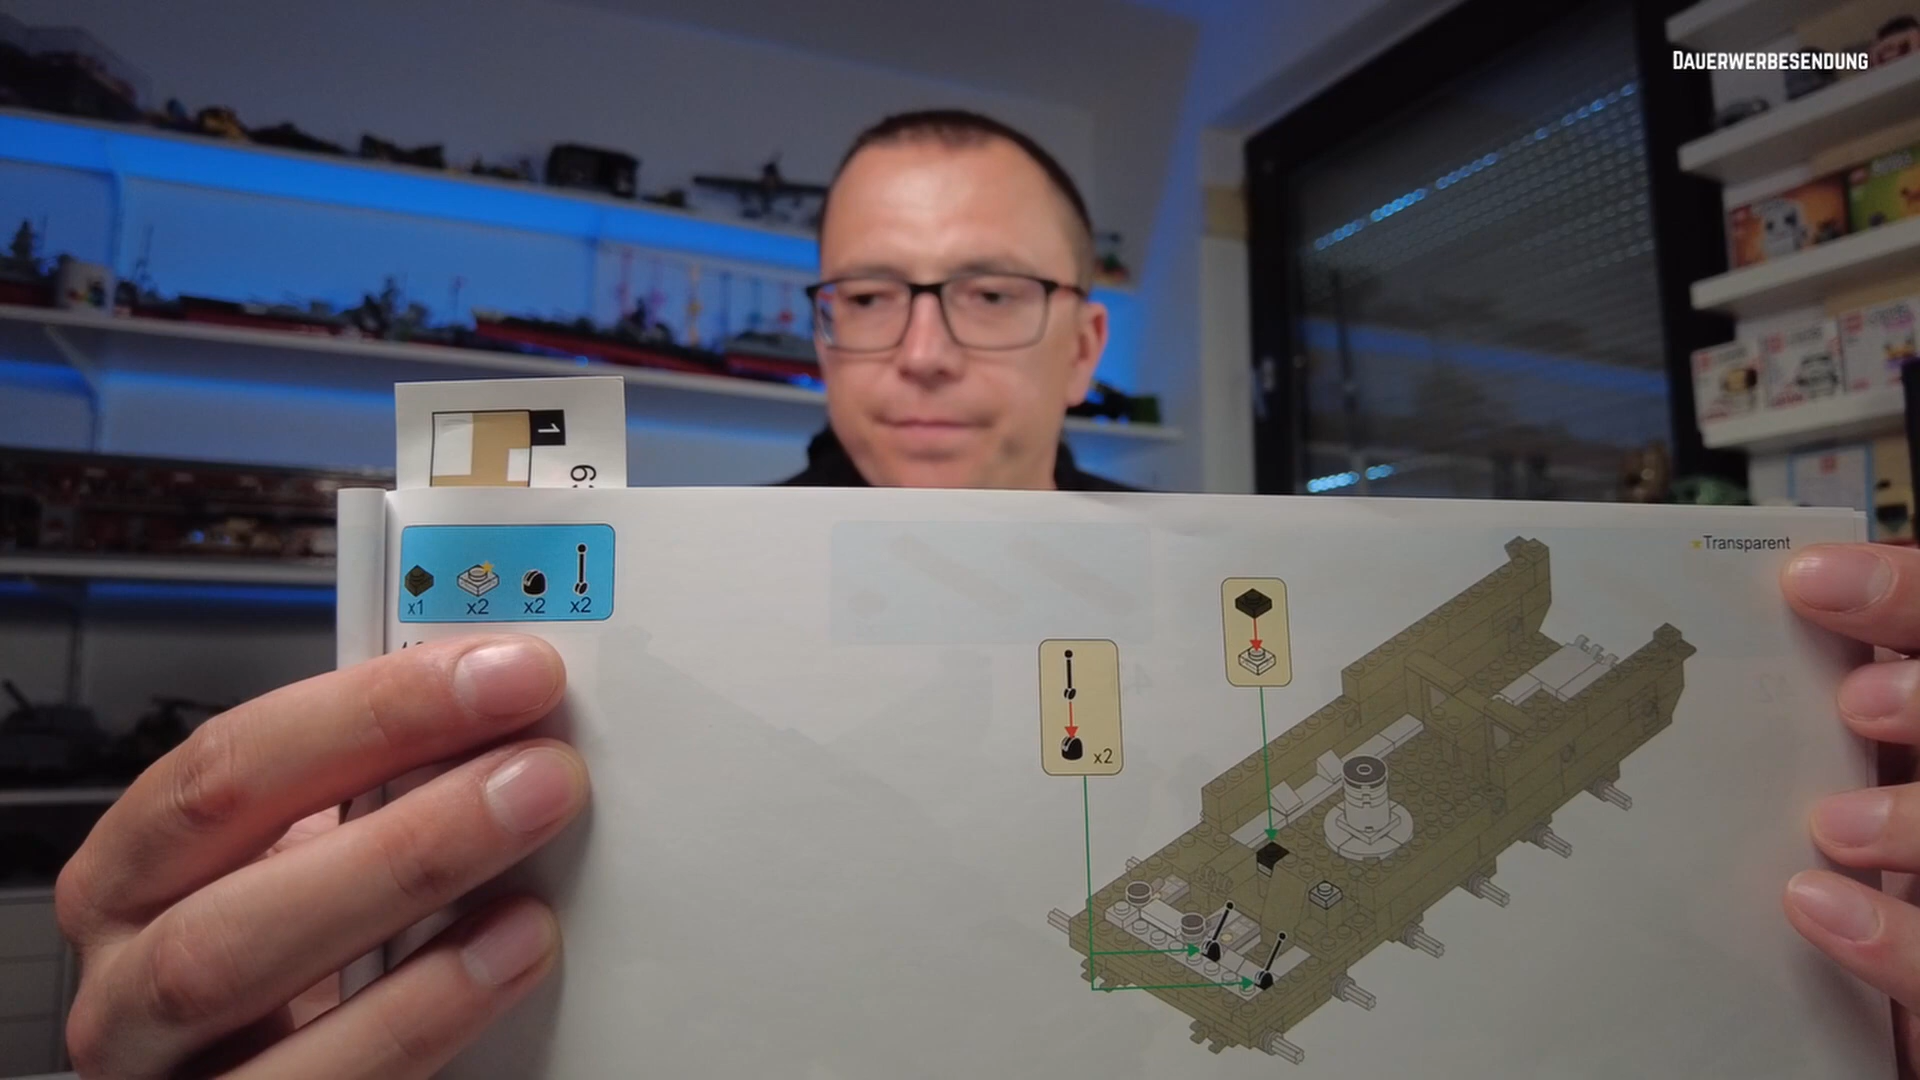 DAUERWERBESENDUNG
1
Transparent
x1 x2 x2 x2
x2